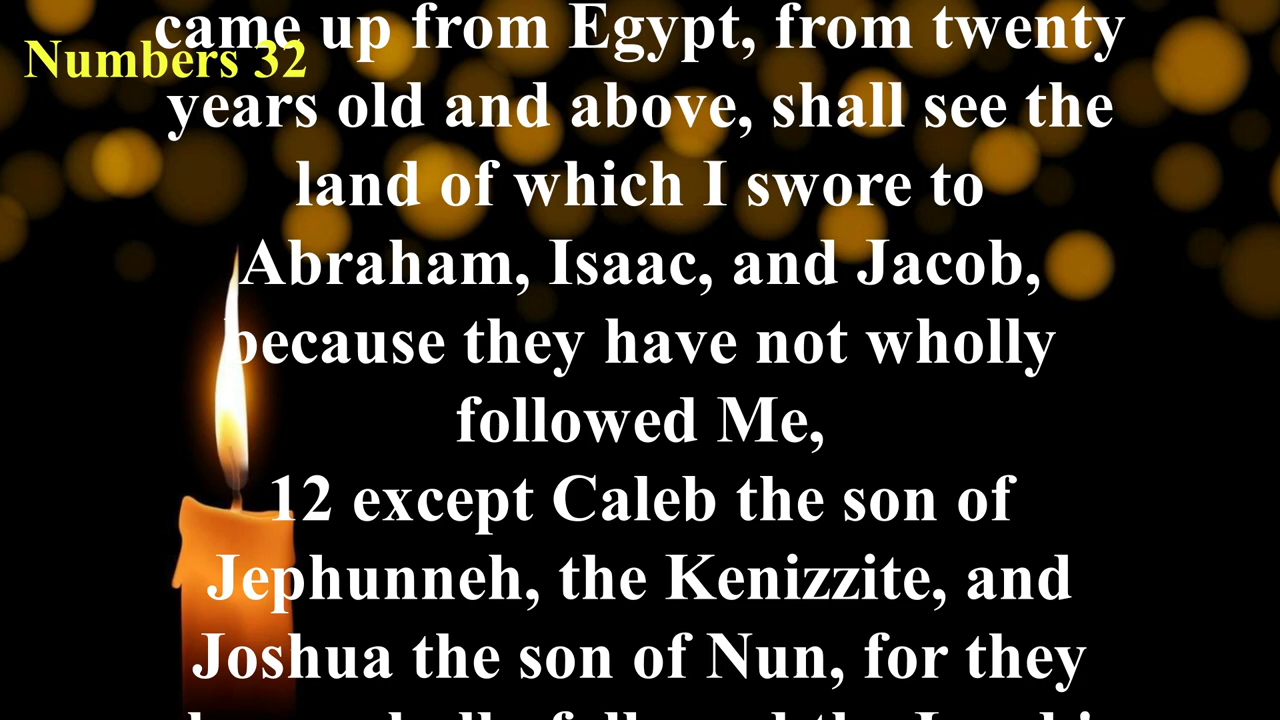 came up from Egypt, from twenty
Numbers 32
years old and above, shall see the
land of which I swore to
Abraham, Isaac, and Jacob,
because they have not wholly
followed Me,
12 except Caleb the son of
Jephunneh, the Kenizzite, and
Joshua the son of Nun, for they